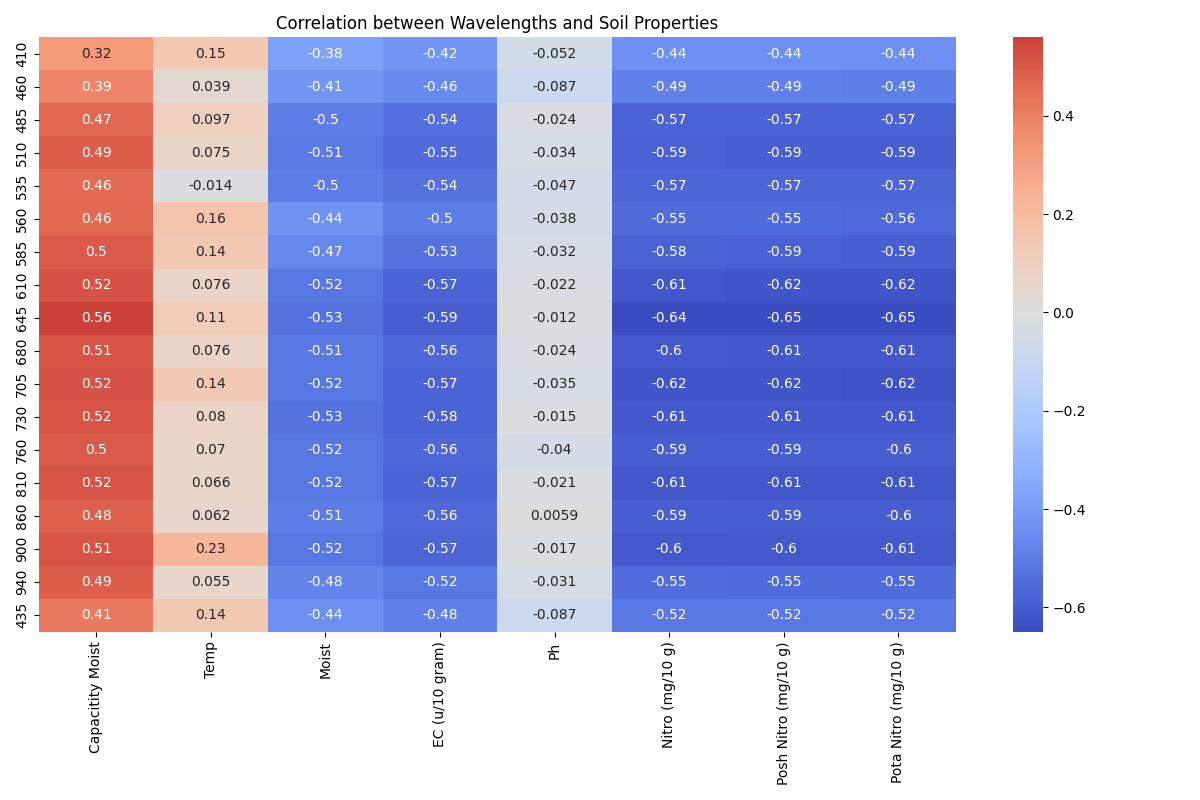 Correlation between Wavelengths and Soil Properties
410 0.32 0.15 -0.38 -0.42 -0.052 -0.44 -0.44 -0.44
460 0.39 0.039 -0.41 -0.46 -0.087 -0.49 -0.49 -0.49
485 0.47 0.097 -0.5 -0.54 -0.024 -0.57 -0.57 -0.57
510 0.49 0.075 -0.51 -0.55 -0.034 -0.59 -0.59 -0.59
535 0.46 -0.014 -0.5 -0.54 -0.047 -0.57 -0.57 -0.57
560 0.46 0.16 -0.44 -0.5 -0.038 -0.55 -0.55 -0.56
585 0.5 0.14 -0.47 -0.53 -0.032 -0.58 -0.59 -0.59
610 0.52 0.076 -0.52 -0.57 -0.022 -0.61 -0.62 -0.62
645 0.56 0.11 -0.53 -0.59 -0.012 -0.64 -0.65 -0.65
680 0.51 0.076 -0.51 -0.56 -0.024 -0.6 -0.61 -0.61
705 0.52 0.14 -0.52 -0.57 -0.035 -0.62 -0.62 -0.62
730 0.52 0.08 -0.53 -0.58 -0.015 -0.61 -0.61 -0.61
760 0.5 0.07 -0.52 -0.56 -0.04 -0.59 -0.59 -0.6
810 0.52 0.066 -0.52 -0.57 -0.021 -0.61 -0.61 -0.61
860 0.48 0.062 -0.51 -0.56 0.0059 -0.59 -0.59 -0.6
900 0.51 0.23 -0.52 -0.57 -0.017 -0.6 -0.6 -0.61
940 0.49 0.055 -0.48 -0.52 -0.031 -0.55 -0.55 -0.55
435 0.41 0.14 -0.44 -0.48 -0.087 -0.52 -0.52 -0.52
Capacitity Moist
Temp
Moist
EC (u/10 gram)
Ph
Nitro (mg/10 g)
Posh Nitro (mg/10 g)
Pota Nitro (mg/10 g)
0.4
0.2
0.0
−0.2
−0.4
−0.6